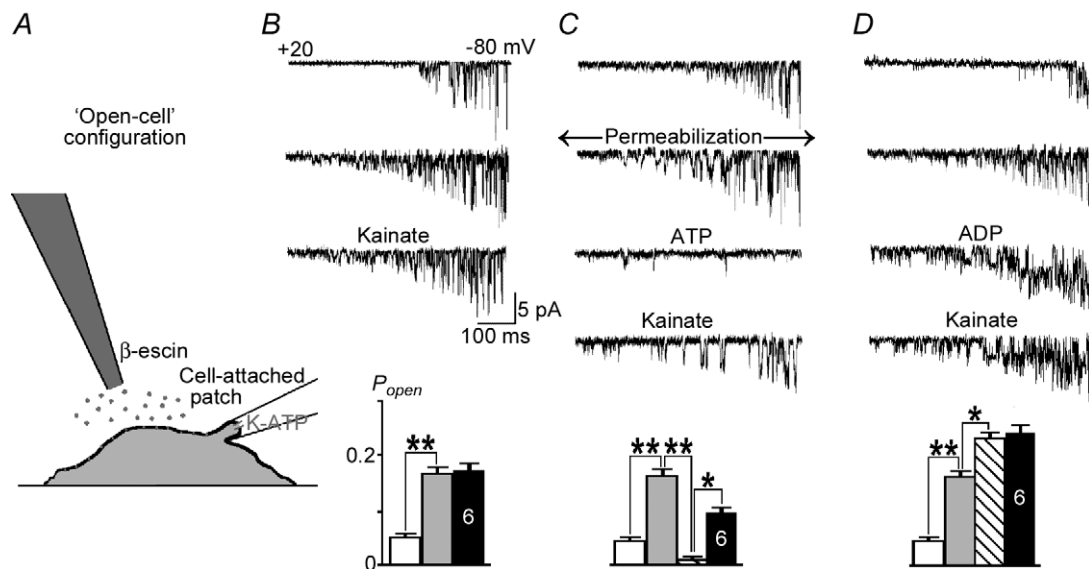 A
B
C
D
+20
-80 mV
'Open-cell'
configuration
Permeabilization
Kainate
ATP
ADP
5 pA
100 ms
Kainate
Kainate
β-escin
Cell-attached
patch
K-ATP
Popen
**
** **
*
**
*
0.2
0
6
6
6